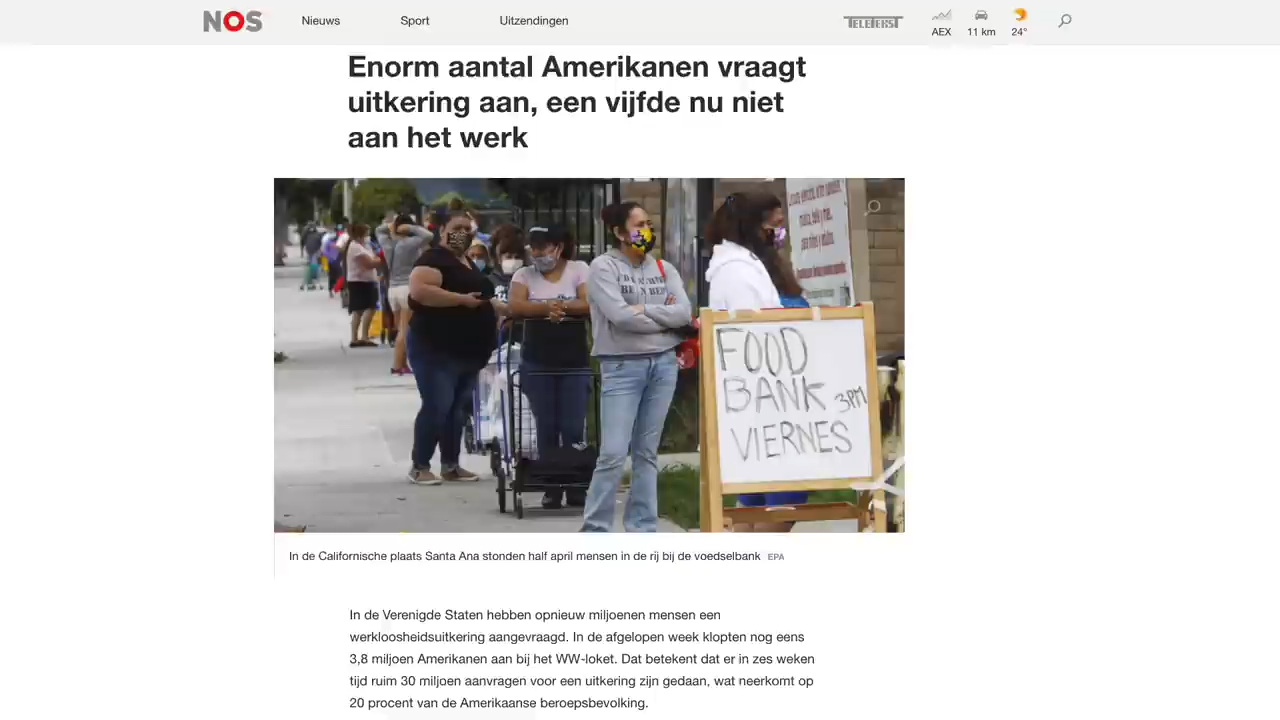 NOS Nieuws Sport Uitzendingen TELETEKST AEX 11 km 24°
Enorm aantal Amerikanen vraagt
uitkering aan, een vijfde nu niet
aan het werk
FOOD
BANK 3PM
VIERNES
In de Californische plaats Santa Ana stonden half april mensen in de rij bij de voedselbank EPA
In de Verenigde Staten hebben opnieuw miljoenen mensen een
werkloosheidsuitkering aangevraagd. In de afgelopen week klopten nog eens
3,8 miljoen Amerikanen aan bij het WW-loket. Dat betekent dat er in zes weken
tijd ruim 30 miljoen aanvragen voor een uitkering zijn gedaan, wat neerkomt op
20 procent van de Amerikaanse beroepsbevolking.